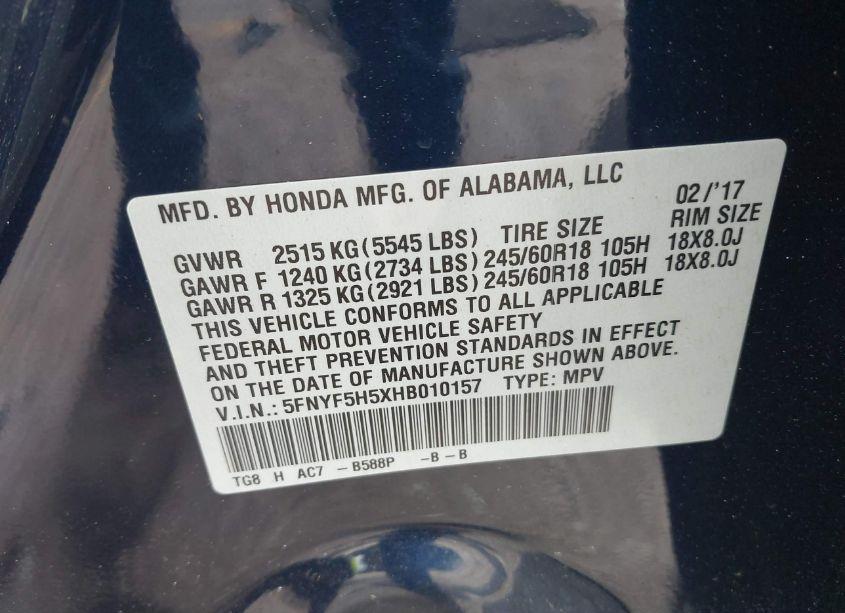 MFD. BY HONDA MFG. OF ALABAMA, LLC 02/'17
GVWR 2515 KG(5545 LBS) TIRE SIZE RIM SIZE
GAWR F 1240 KG(2734 LBS) 245/60R18 105H 18X8.0J
GAWR R 1325 KG(2921 LBS) 245/60R18 105H 18X8.0J
THIS VEHICLE CONFORMS TO ALL APPLICABLE
FEDERAL MOTOR VEHICLE SAFETY
AND THEFT PREVENTION STANDARDS IN EFFECT
ON THE DATE OF MANUFACTURE SHOWN ABOVE.
V.I.N.: 5FNYF5H5XHB010157 TYPE: MPV
TG8 H AC7 -B588P -B-B